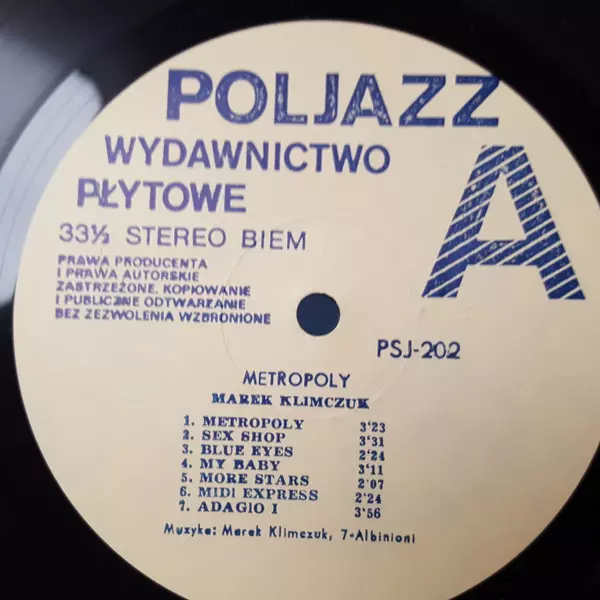 POLJAZZ
WYDAWNICTWO
PŁYTOWE
A
33⅓ STEREO BIEM
PRAWA PRODUCENTA
I PRAWA AUTORSKIE
ZASTRZEŻONE, KOPIOWANIE
I PUBLICZNE ODTWARZANIE
BEZ ZEZWOLENIA WZBRONIONE
PSJ-202
METROPOLY
MAREK KLIMCZUK
1. METROPOLY 3'23
2. SEX SHOP 3'31
3. BLUE EYES 2'24
4. MY BABY 3'11
5. MORE STARS 2'07
6. MIDI EXPRESS 2'24
7. ADAGIO I 3'56
Muzyka: Marek Klimczuk, 7-Albinioni